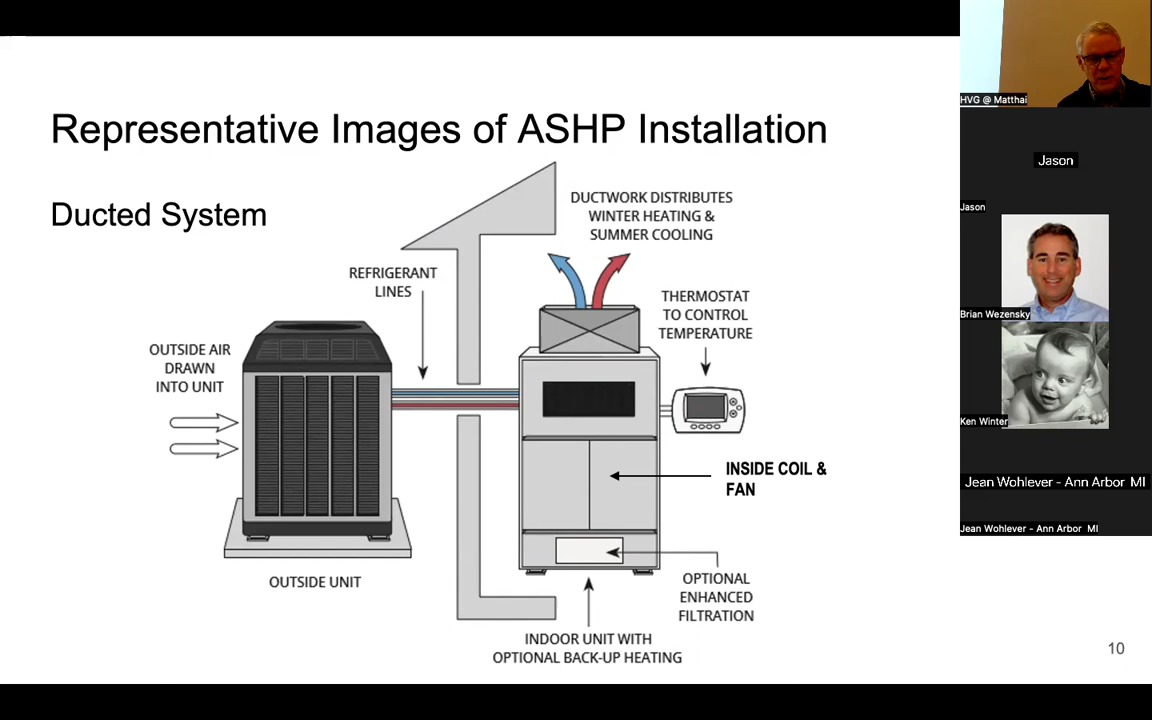 Representative Images of ASHP Installation
Ducted System
DUCTWORK DISTRIBUTES
WINTER HEATING &
SUMMER COOLING
REFRIGERANT
LINES
THERMOSTAT
TO CONTROL
TEMPERATURE
OUTSIDE AIR
DRAWN
INTO UNIT
INSIDE COIL &
FAN
OUTSIDE UNIT
OPTIONAL
ENHANCED
FILTRATION
INDOOR UNIT WITH
OPTIONAL BACK-UP HEATING
10
HVG @ Matthai
Jason
Jason
Brian Wezensky
Ken Winter
Jean Wohlever - Ann Arbor MI
Jean Wohlever - Ann Arbor MI